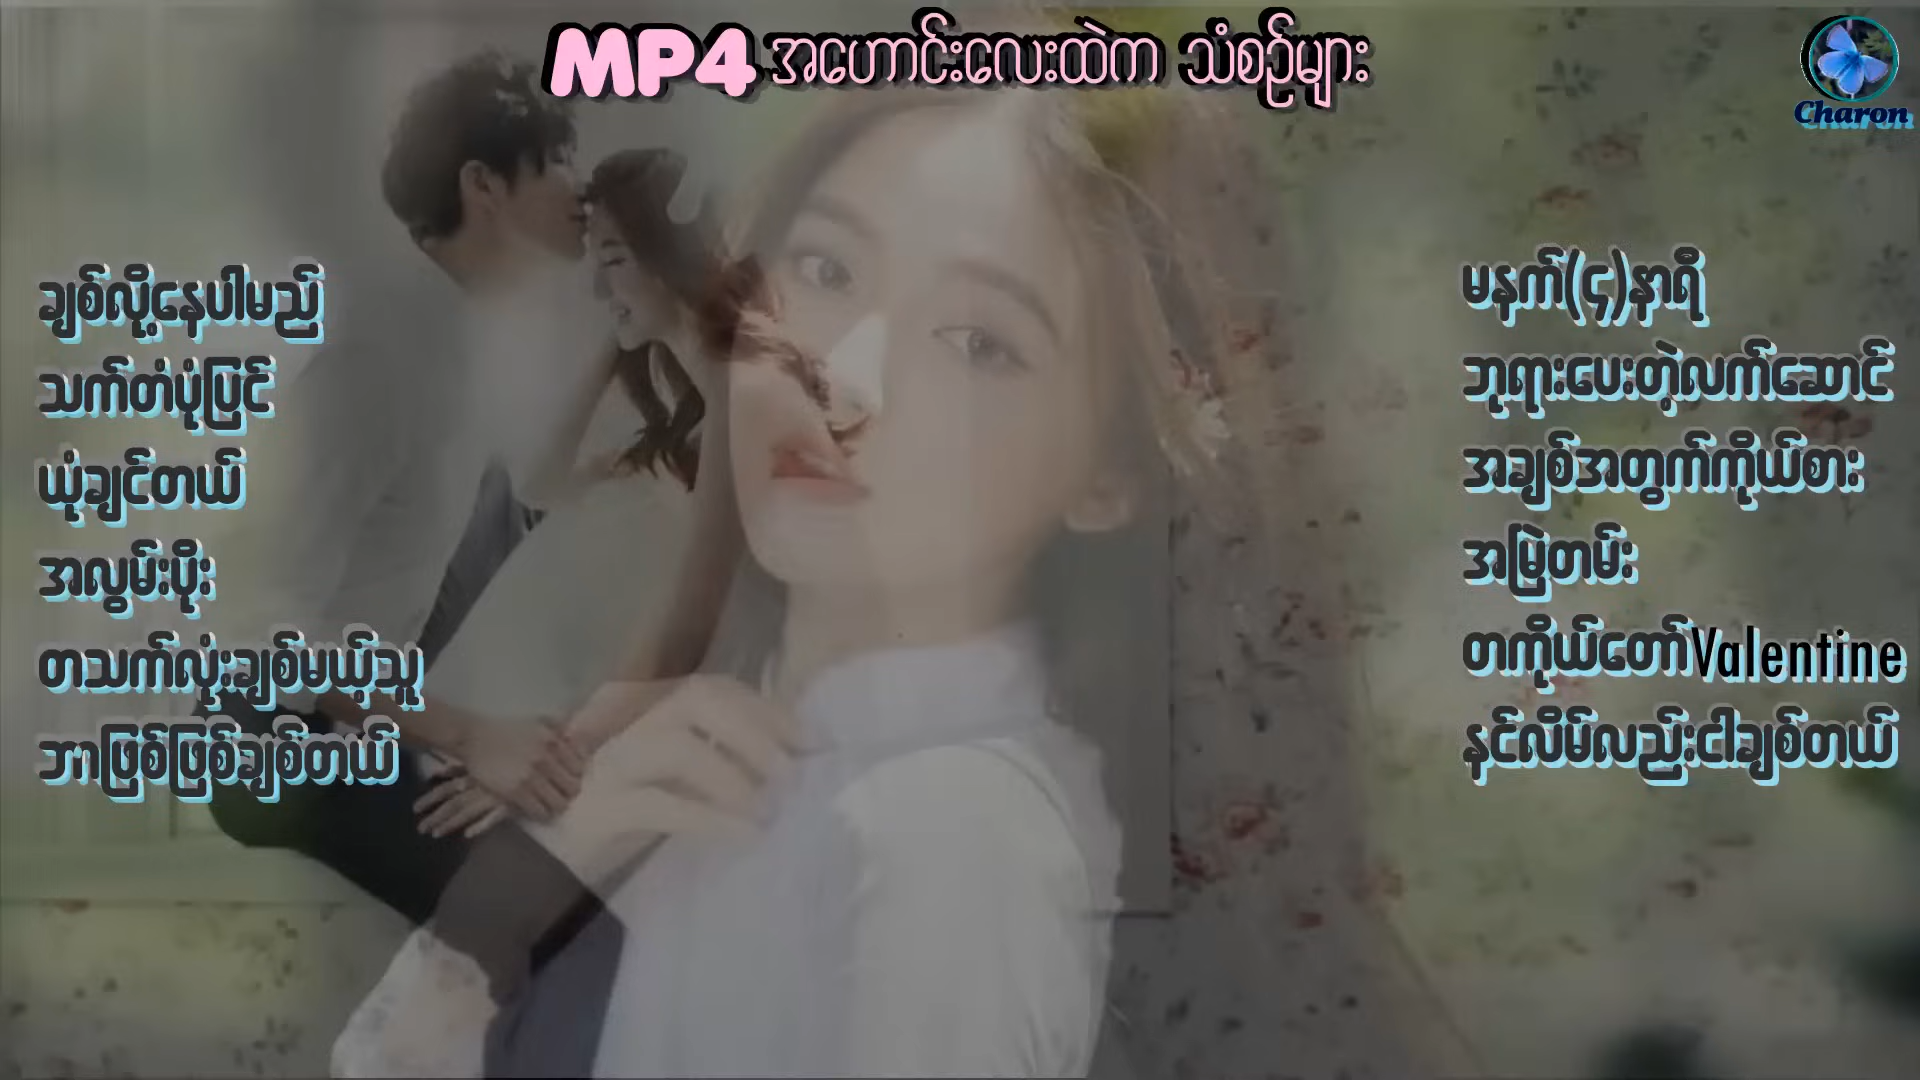 MP4 အဟောင်းလေးထဲက သံစဉ်များ
Charon
ချစ်လို့နေပါမည်
သက်တံပုံပြင်
ယုံချင်တယ်
အလွမ်းပိုး
တသက်လုံးချစ်မယ့်သူ
ဘာဖြစ်ဖြစ်ချစ်တယ်
မနက်(၄)နာရီ
ဘုရားပေးတဲ့လက်ဆောင်
အချစ်အတွက်ကိုယ်စား
အမြဲတမ်း
တကိုယ်တော်Valentine
နင်လိမ်လည်းငါချစ်တယ်